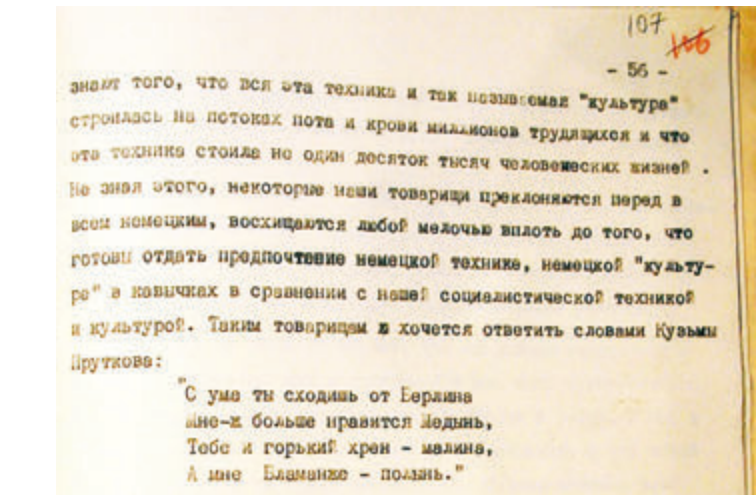 107
106
- 56 -
знают того, что вся эта техника и так называемая "культура"
строилась на потоках пота и крови миллионов трудящихся и что
эта техника стоила не один десяток тысяч человеческих жизней .
Не зная этого, некоторые наши товарищи преклоняются перед в
всем немецким, восхищаются любой мелочью вплоть до того, что
готовы отдать предпочтение немецкой технике, немецкой "культу-
ре" в кавычках в сравнении с нашей социалистической техникой
и культурой. Таким товарищам и хочется ответить словами Кузьмы
Пруткова:
"С ума ты сходишь от Берлина
Мне-ж больше нравится Медынь,
Тебе и горький хрен - малина,
А мне Бламанже - полынь."